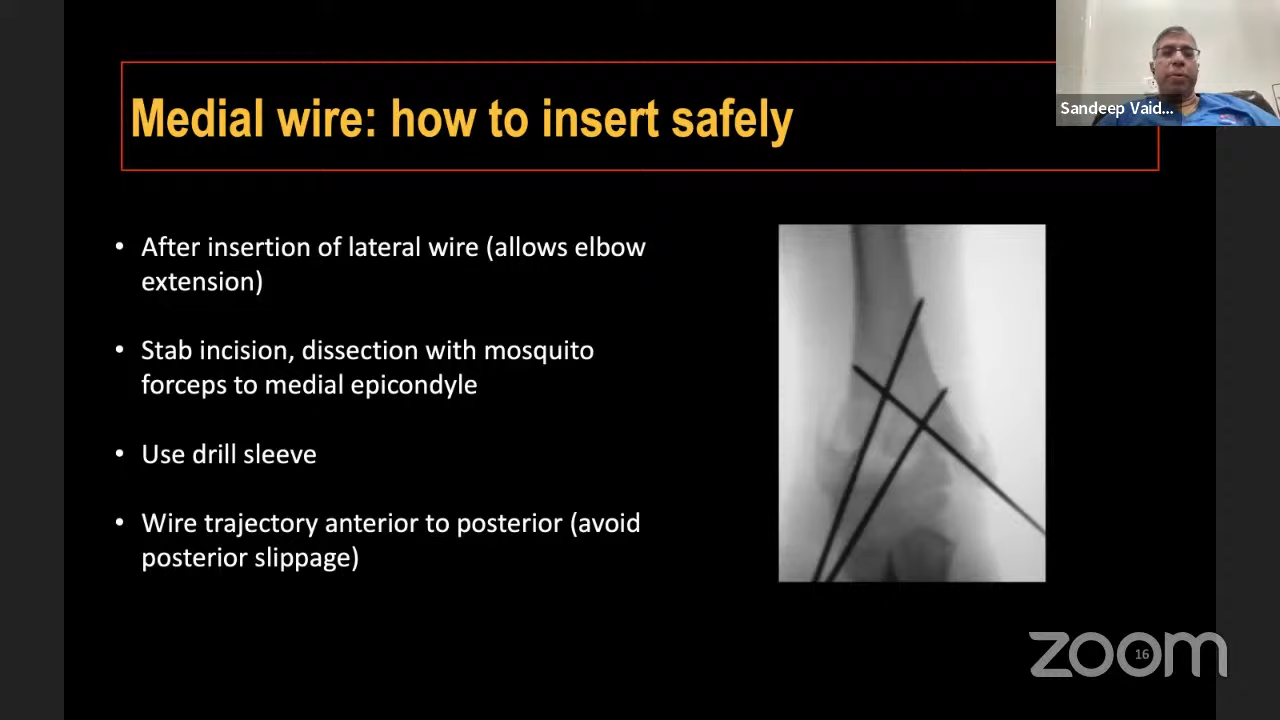 Medial wire: how to insert safely
Sandeep Vaid...
• After insertion of lateral wire (allows elbow
extension)
• Stab incision, dissection with mosquito
forceps to medial epicondyle
• Use drill sleeve
• Wire trajectory anterior to posterior (avoid
posterior slippage)
zoom
16